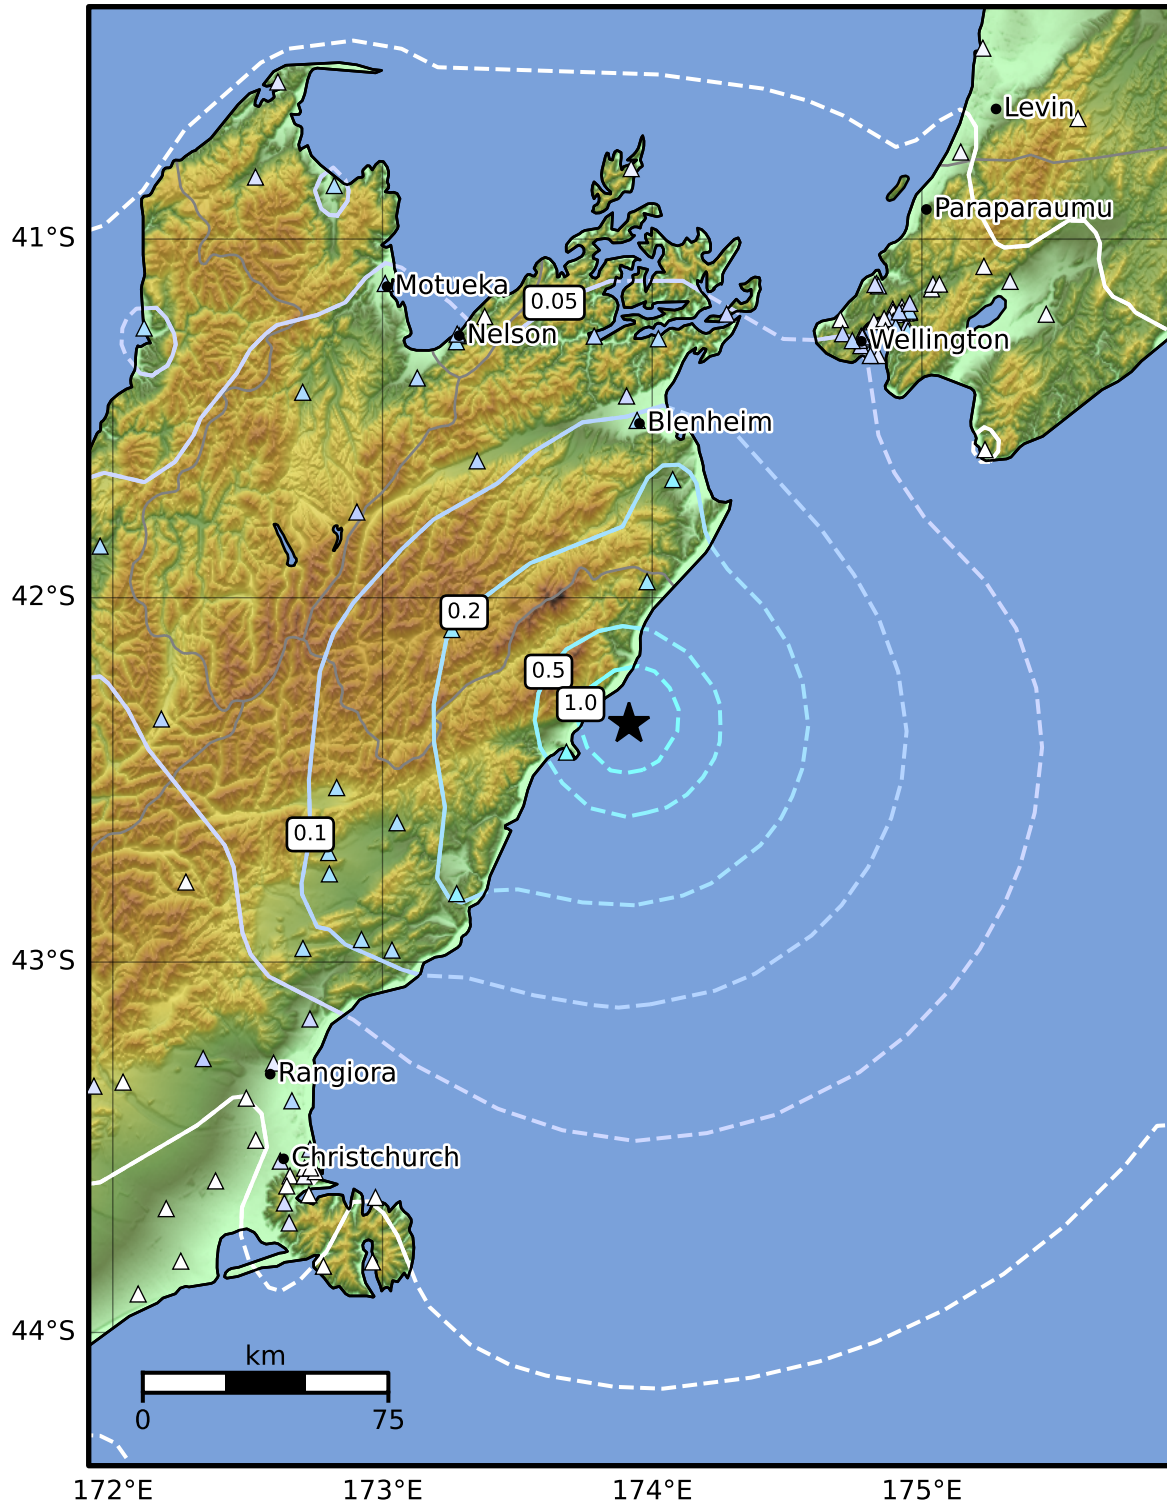 Levin
Paraparaumu
41°S
Motueka
0.05
Nelson
Wellington
Blenheim
42°S
0.2
0.5
1.0
0.1
43°S
Rangiora
Christchurch
44°S
km
0 75
172°E 173°E 174°E 175°E